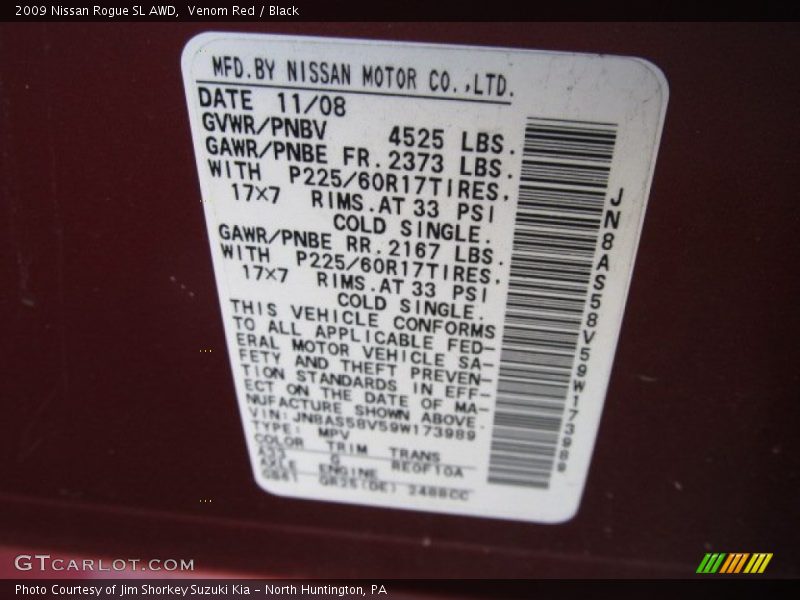 2009 Nissan Rogue SL AWD, Venom Red / Black
MFD.BY NISSAN MOTOR CO.,LTD.
DATE 11/08
GVWR/PNBV 4525 LBS.
GAWR/PNBE FR.2373 LBS.
WITH P225/60R17TIRES,
17×7 RIMS.AT 33 PSI
COLD SINGLE.
GAWR/PNBE RR.2167 LBS.
WITH P225/60R17TIRES,
17×7 RIMS.AT 33 PSI
COLD SINGLE.
THIS VEHICLE CONFORMS
TO ALL APPLICABLE FED-
ERAL MOTOR VEHICLE SA-
FETY AND THEFT PREVEN-
TION STANDARDS IN EFF-
ECT ON THE DATE OF MA-
NUFACTURE SHOWN ABOVE.
VIN:JN8AS58V59W173989
TYPE: MPV
COLOR TRIM TRANS
A33 G RE0F10A
AXLE ENGINE
QR25(DE) 2488CC
JN8AS58V59W173989
GTCARLOT.COM
Photo Courtesy of Jim Shorkey Suzuki Kia - North Huntington, PA